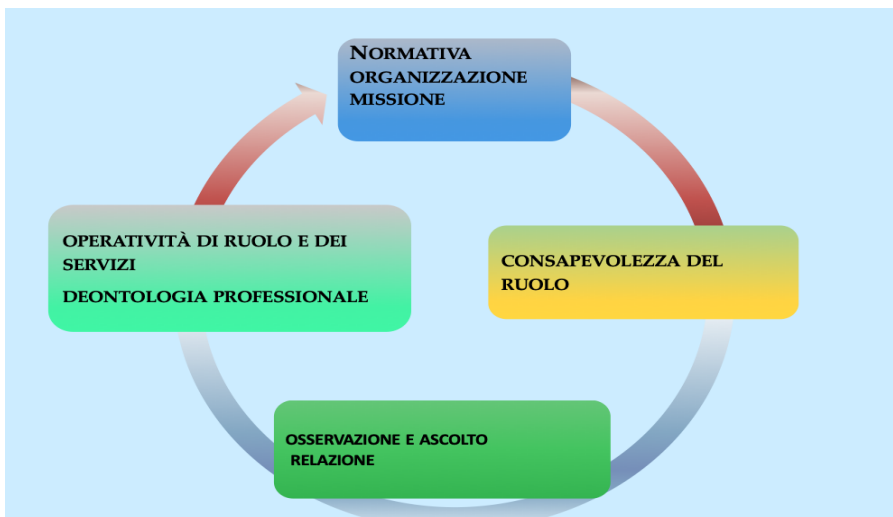 NORMATIVA
ORGANIZZAZIONE
MISSIONE
CONSAPEVOLEZZA DEL
RUOLO
OSSERVAZIONE E ASCOLTO
RELAZIONE
OPERATIVITÀ DI RUOLO E DEI
SERVIZI
DEONTOLOGIA PROFESSIONALE